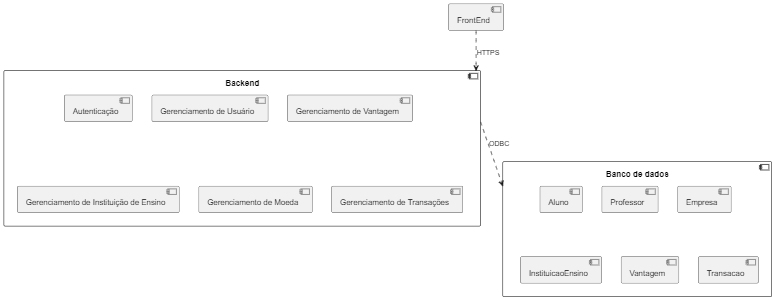 FrontEnd
HTTPS
Backend
Autenticação
Gerenciamento de Usuário
Gerenciamento de Vantagem
Gerenciamento de Instituição de Ensino
Gerenciamento de Moeda
Gerenciamento de Transações
ODBC
Banco de dados
Aluno
Professor
Empresa
InstituicaoEnsino
Vantagem
Transacao